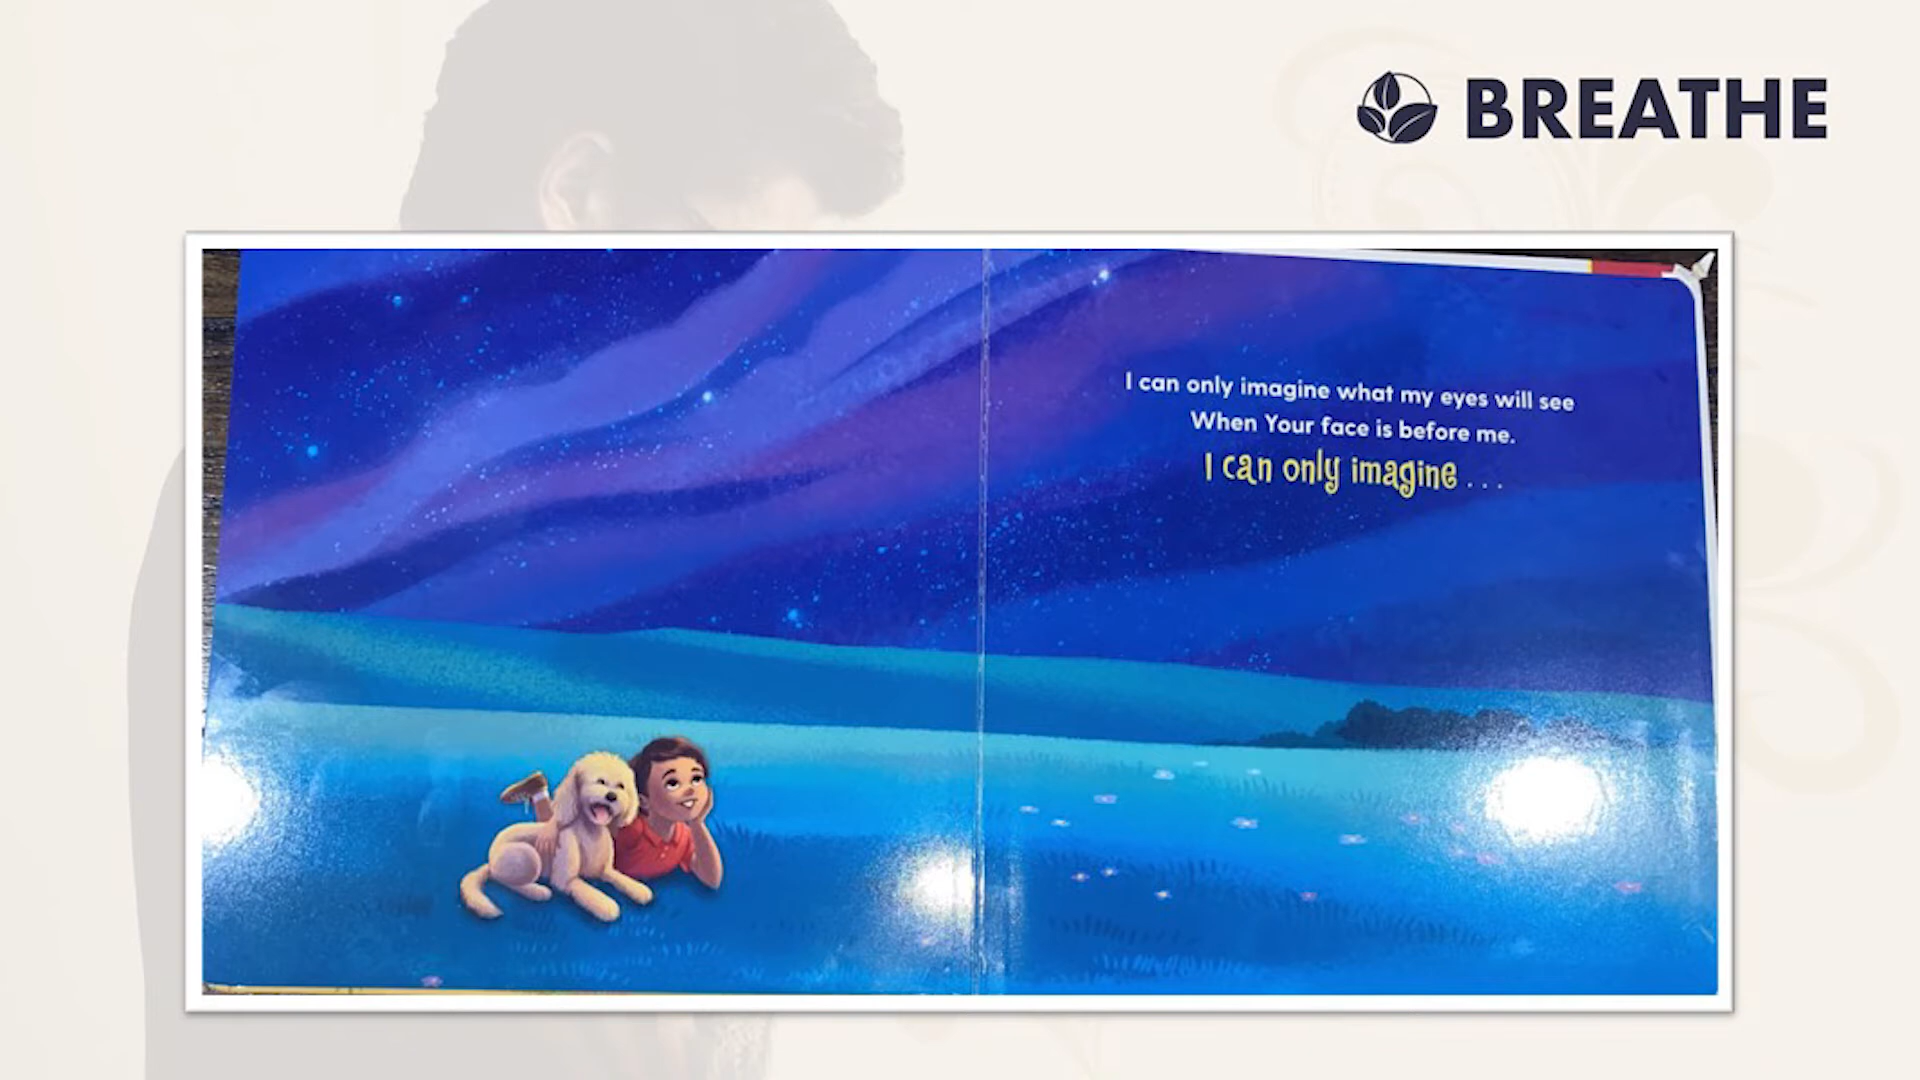 BREATHE
I can only imagine what my eyes will see
When Your face is before me.
I can only imagine . . .